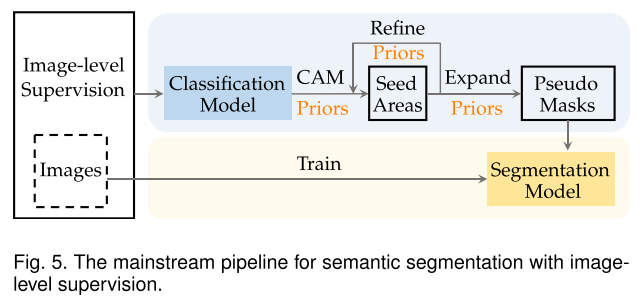 Image-level
Supervision
Images
Classification
Model
CAM
Priors
Refine
Priors
Seed
Areas
Expand
Priors
Pseudo
Masks
Train
Segmentation
Model
Fig. 5. The mainstream pipeline for semantic segmentation with image-
level supervision.